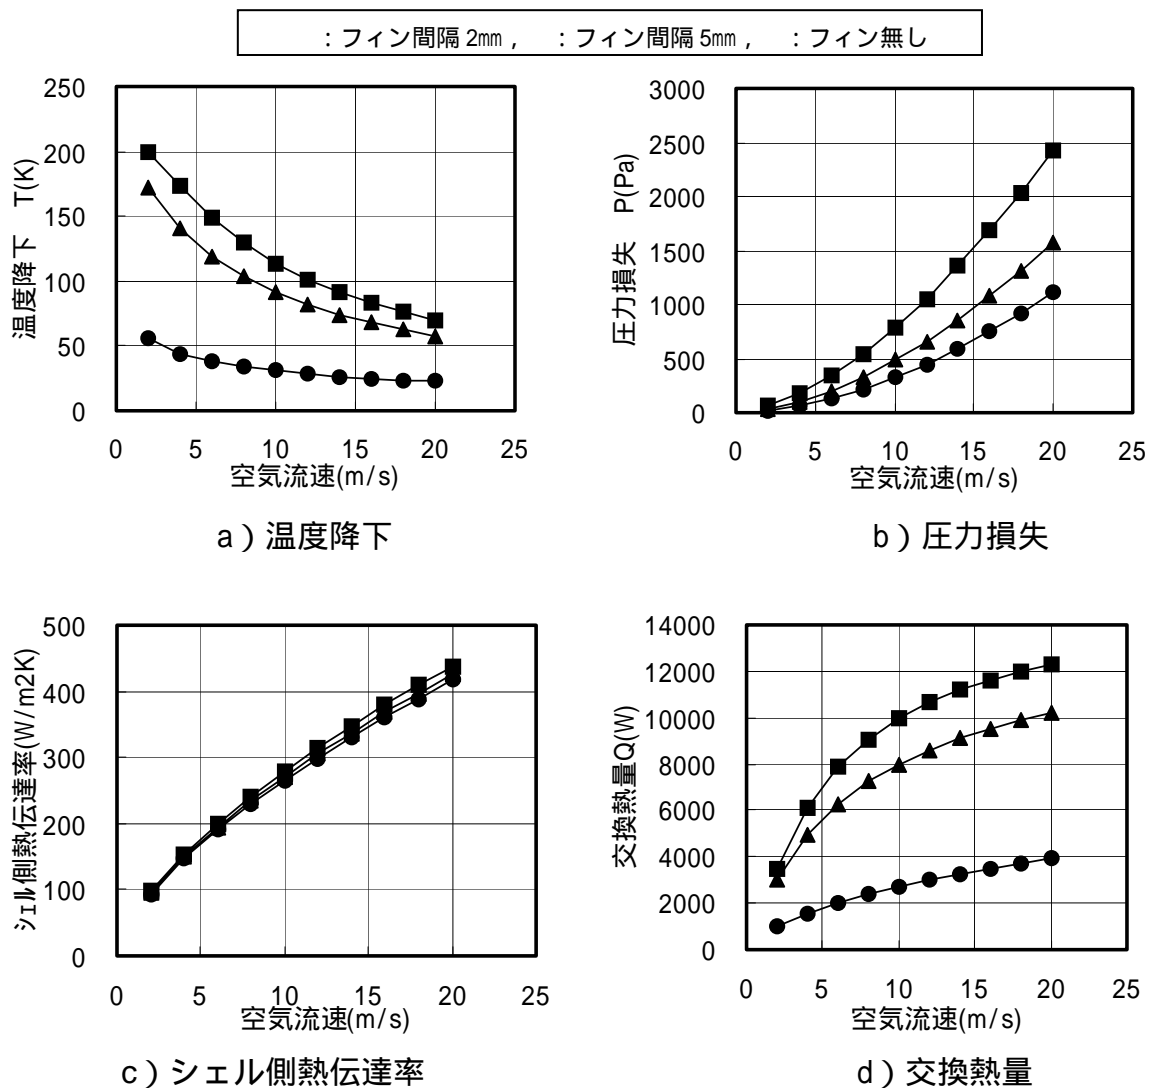 ：フィン間隔 2㎜，　：フィン間隔 5㎜，　：フィン無し
250
200
150
100
50
0
0 5 10 15 20 25
温度降下　T(K)
空気流速(m/s)
a）温度降下
3000
2500
2000
1500
1000
500
0
0 5 10 15 20 25
圧力損失　P(Pa)
空気流速(m/s)
b）圧力損失
500
400
300
200
100
0
0 5 10 15 20 25
ｼｪﾙ側熱伝達率(W/m2K)
空気流速(m/s)
c）シェル側熱伝達率
14000
12000
10000
8000
6000
4000
2000
0
0 5 10 15 20 25
交換熱量Q(W)
空気流速(m/s)
d）交換熱量